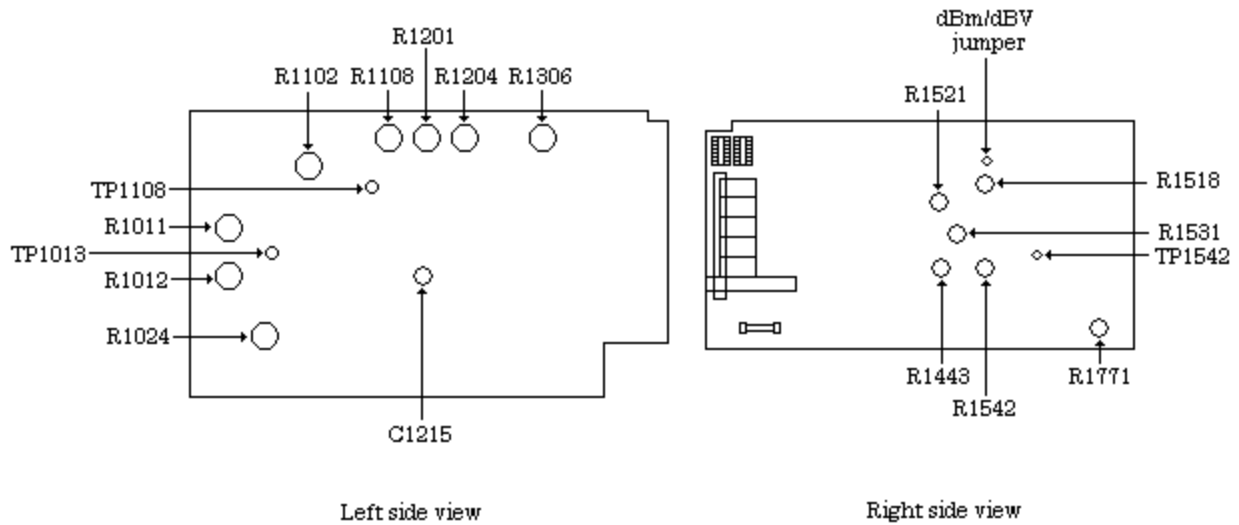 R1201
R1102 R1108 R1204 R1306
TP1108
R1011
TP1013
R1012
R1024
C1215
Left side view
dBm/dBV
jumper
R1521
R1518
R1531
TP1542
R1443
R1771
R1542
Right side view